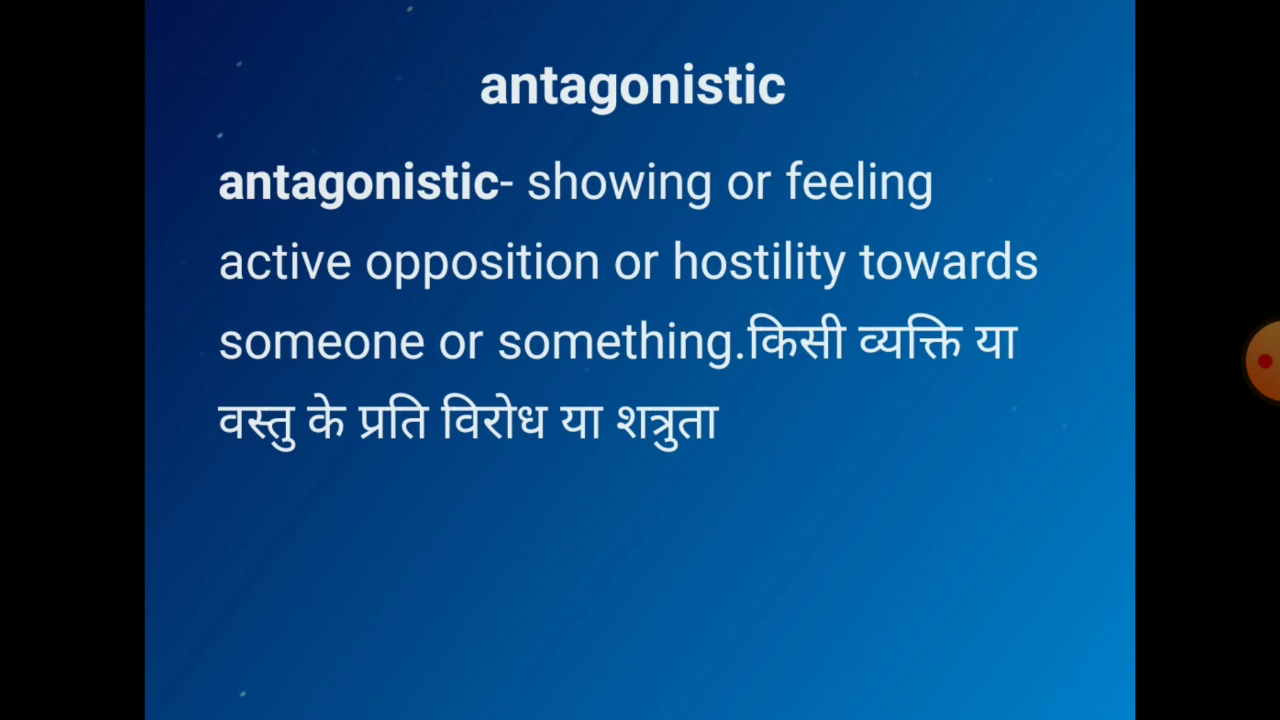 antagonistic
antagonistic- showing or feeling
active opposition or hostility towards
someone or something.किसी व्यक्ति या
वस्तु के प्रति विरोध या शत्रुता